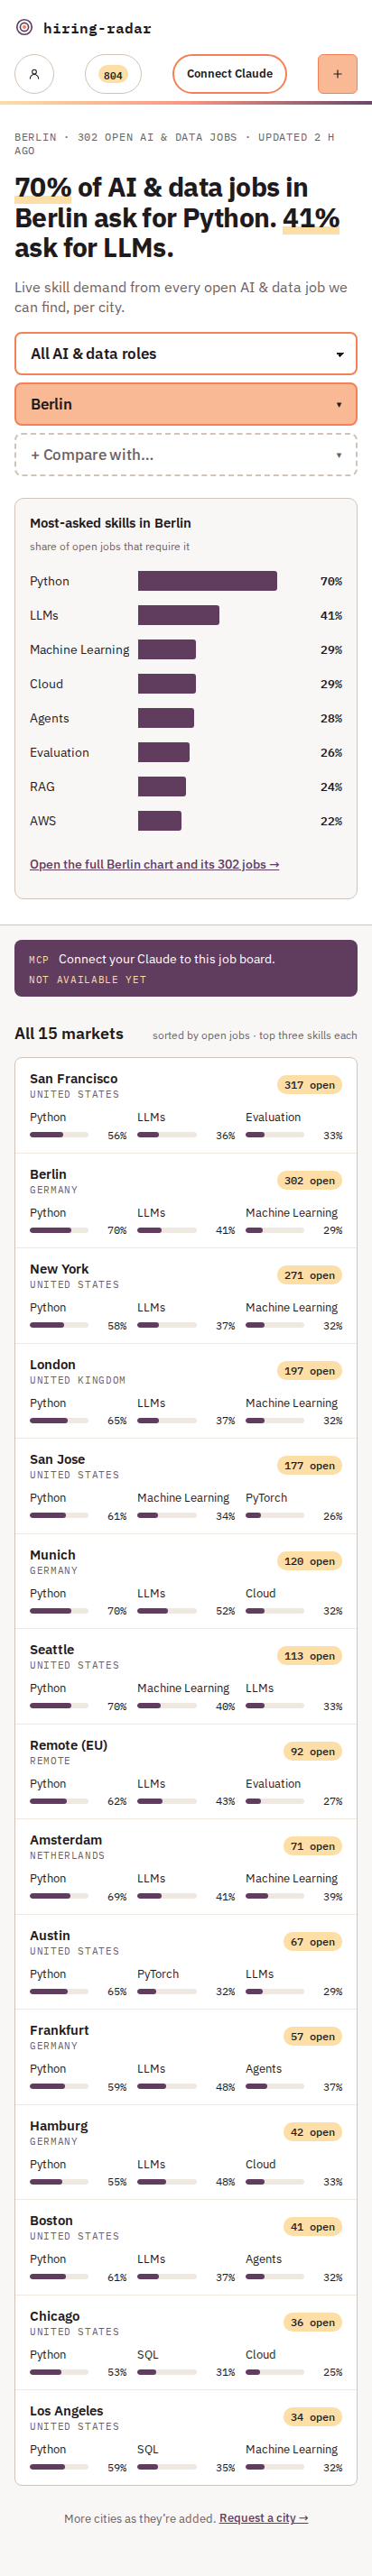 hiring-radar
804
Connect Claude
+
BERLIN · 302 OPEN AI & DATA JOBS · UPDATED 2 H
AGO
70% of AI & data jobs in
Berlin ask for Python. 41%
ask for LLMs.
Live skill demand from every open AI & data job we
can find, per city.
All AI & data roles
Berlin
+ Compare with...
Most-asked skills in Berlin
share of open jobs that require it
Python 70%
LLMs 41%
Machine Learning 29%
Cloud 29%
Agents 28%
Evaluation 26%
RAG 24%
AWS 22%
Open the full Berlin chart and its 302 jobs →
MCP Connect your Claude to this job board.
NOT AVAILABLE YET
All 15 markets sorted by open jobs · top three skills each
San Francisco 317 open
UNITED STATES
Python LLMs Evaluation
56% 36% 33%
Berlin 302 open
GERMANY
Python LLMs Machine Learning
70% 41% 29%
New York 271 open
UNITED STATES
Python LLMs Machine Learning
58% 37% 32%
London 197 open
UNITED KINGDOM
Python LLMs Machine Learning
65% 37% 32%
San Jose 177 open
UNITED STATES
Python Machine Learning PyTorch
61% 34% 26%
Munich 120 open
GERMANY
Python LLMs Cloud
70% 52% 32%
Seattle 113 open
UNITED STATES
Python Machine Learning LLMs
70% 40% 33%
Remote (EU) 92 open
REMOTE
Python LLMs Evaluation
62% 43% 27%
Amsterdam 71 open
NETHERLANDS
Python LLMs Machine Learning
69% 41% 39%
Austin 67 open
UNITED STATES
Python PyTorch LLMs
65% 32% 29%
Frankfurt 57 open
GERMANY
Python LLMs Agents
59% 48% 37%
Hamburg 42 open
GERMANY
Python LLMs Cloud
55% 48% 33%
Boston 41 open
UNITED STATES
Python LLMs Agents
61% 37% 32%
Chicago 36 open
UNITED STATES
Python SQL Cloud
53% 31% 25%
Los Angeles 34 open
UNITED STATES
Python SQL Machine Learning
59% 35% 32%
More cities as they're added. Request a city →